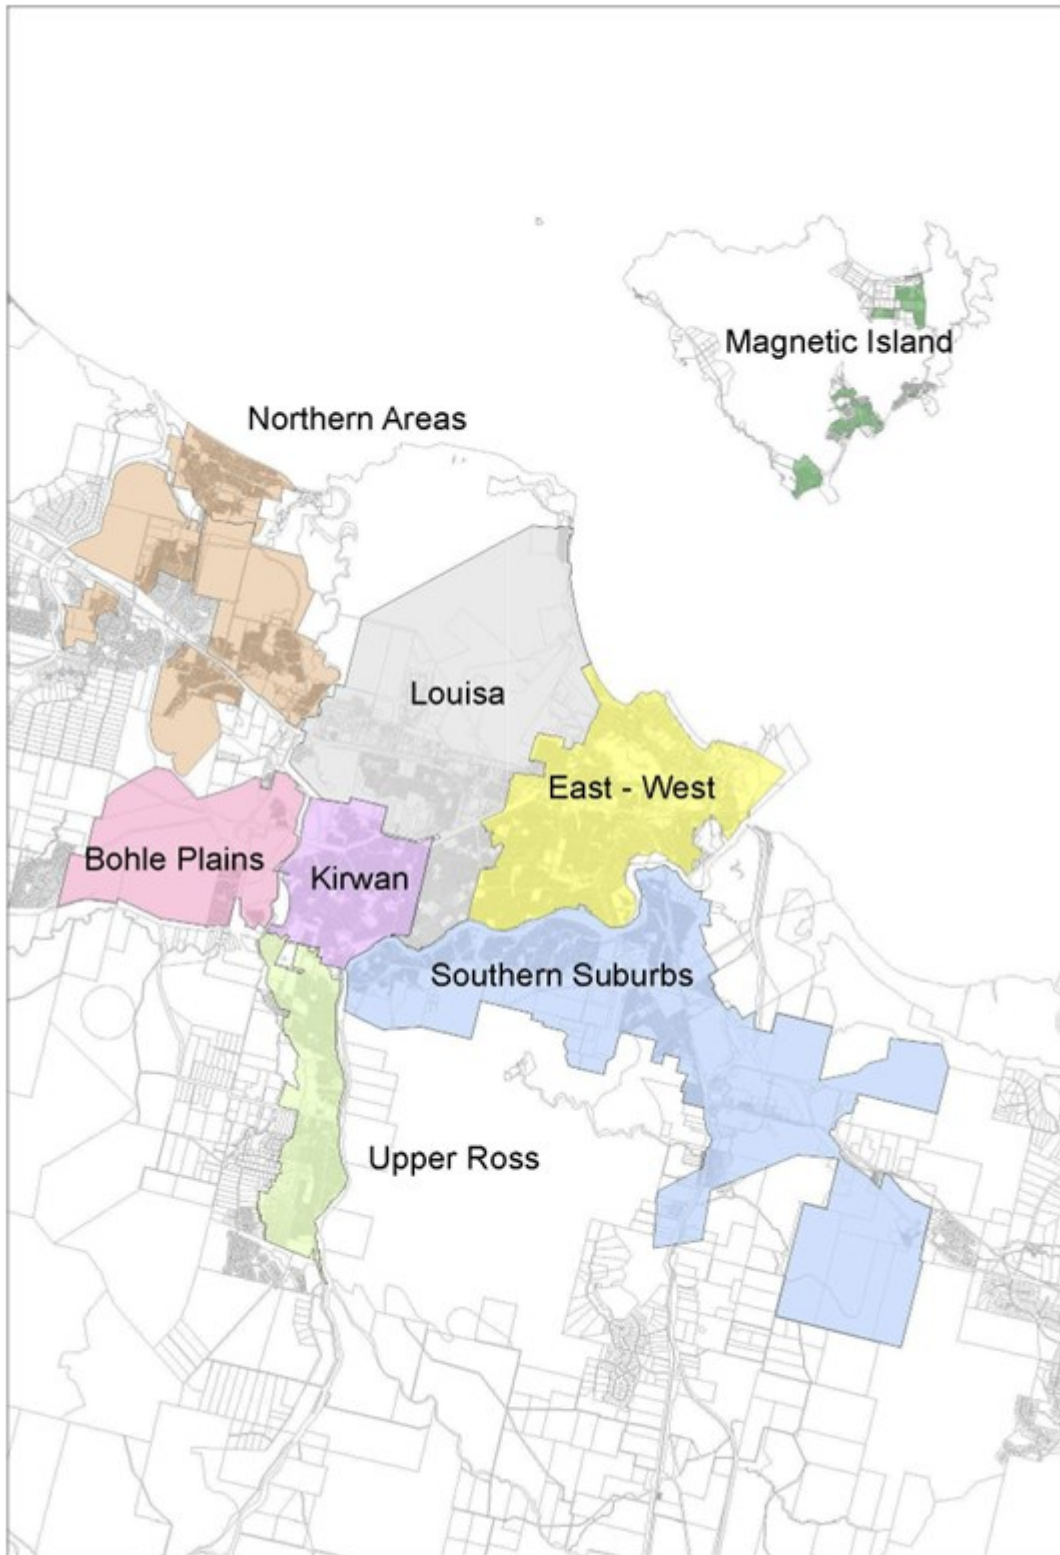 Magnetic Island
Northern Areas
Louisa
East - West
Bohle Plains
Kirwan
Southern Suburbs
Upper Ross